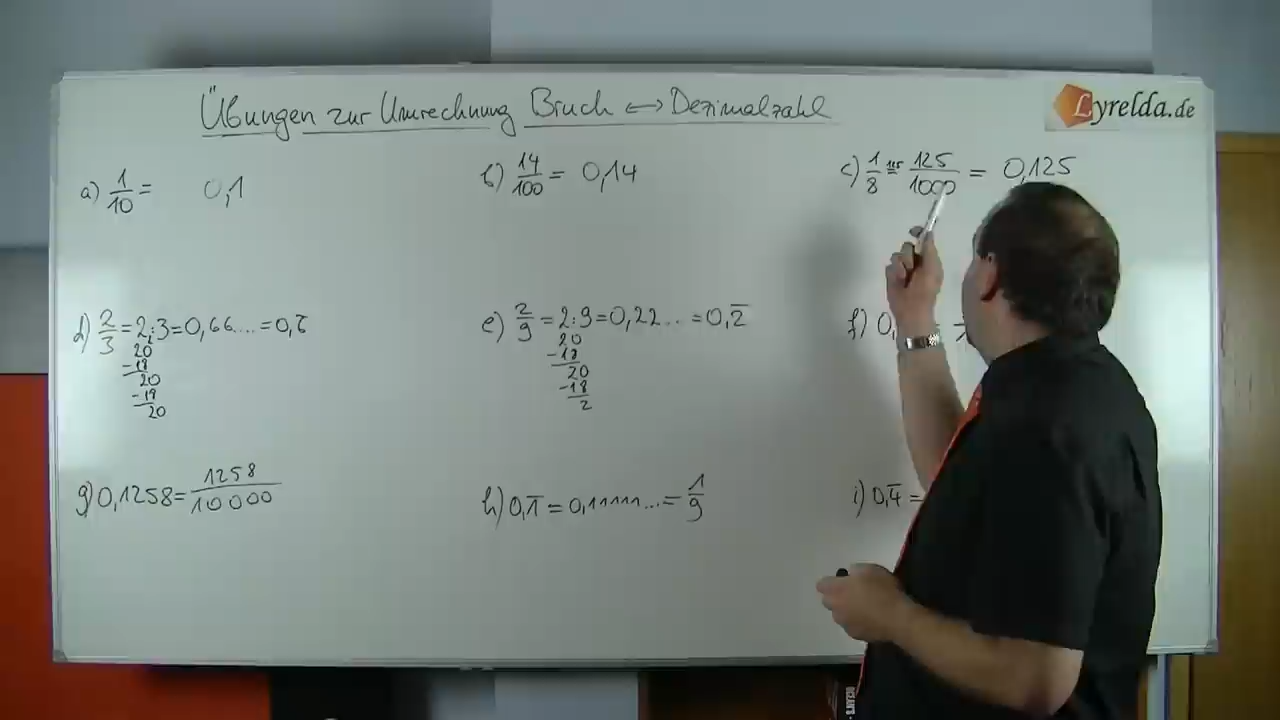 Übungen zur Umrechnung Bruch ↔ Dezimalzahl
Lyrelda.de
a) 1/10 = 0,1
b) 14/100 = 0,14
c) 1/8 =¹²⁵ 125/1000 = 0,125
d) 2/3 = 2:3 = 0,66.... = 0,6̅
20
-18
20
-18
20
e) 2/9 = 2:9 = 0,22... = 0,2̅
20
-18
20
-18
2
f) 0,
g) 0,1258 = 1258/10000
h) 0,1̅ = 0,11111... = 1/9
i) 0,4̅ =